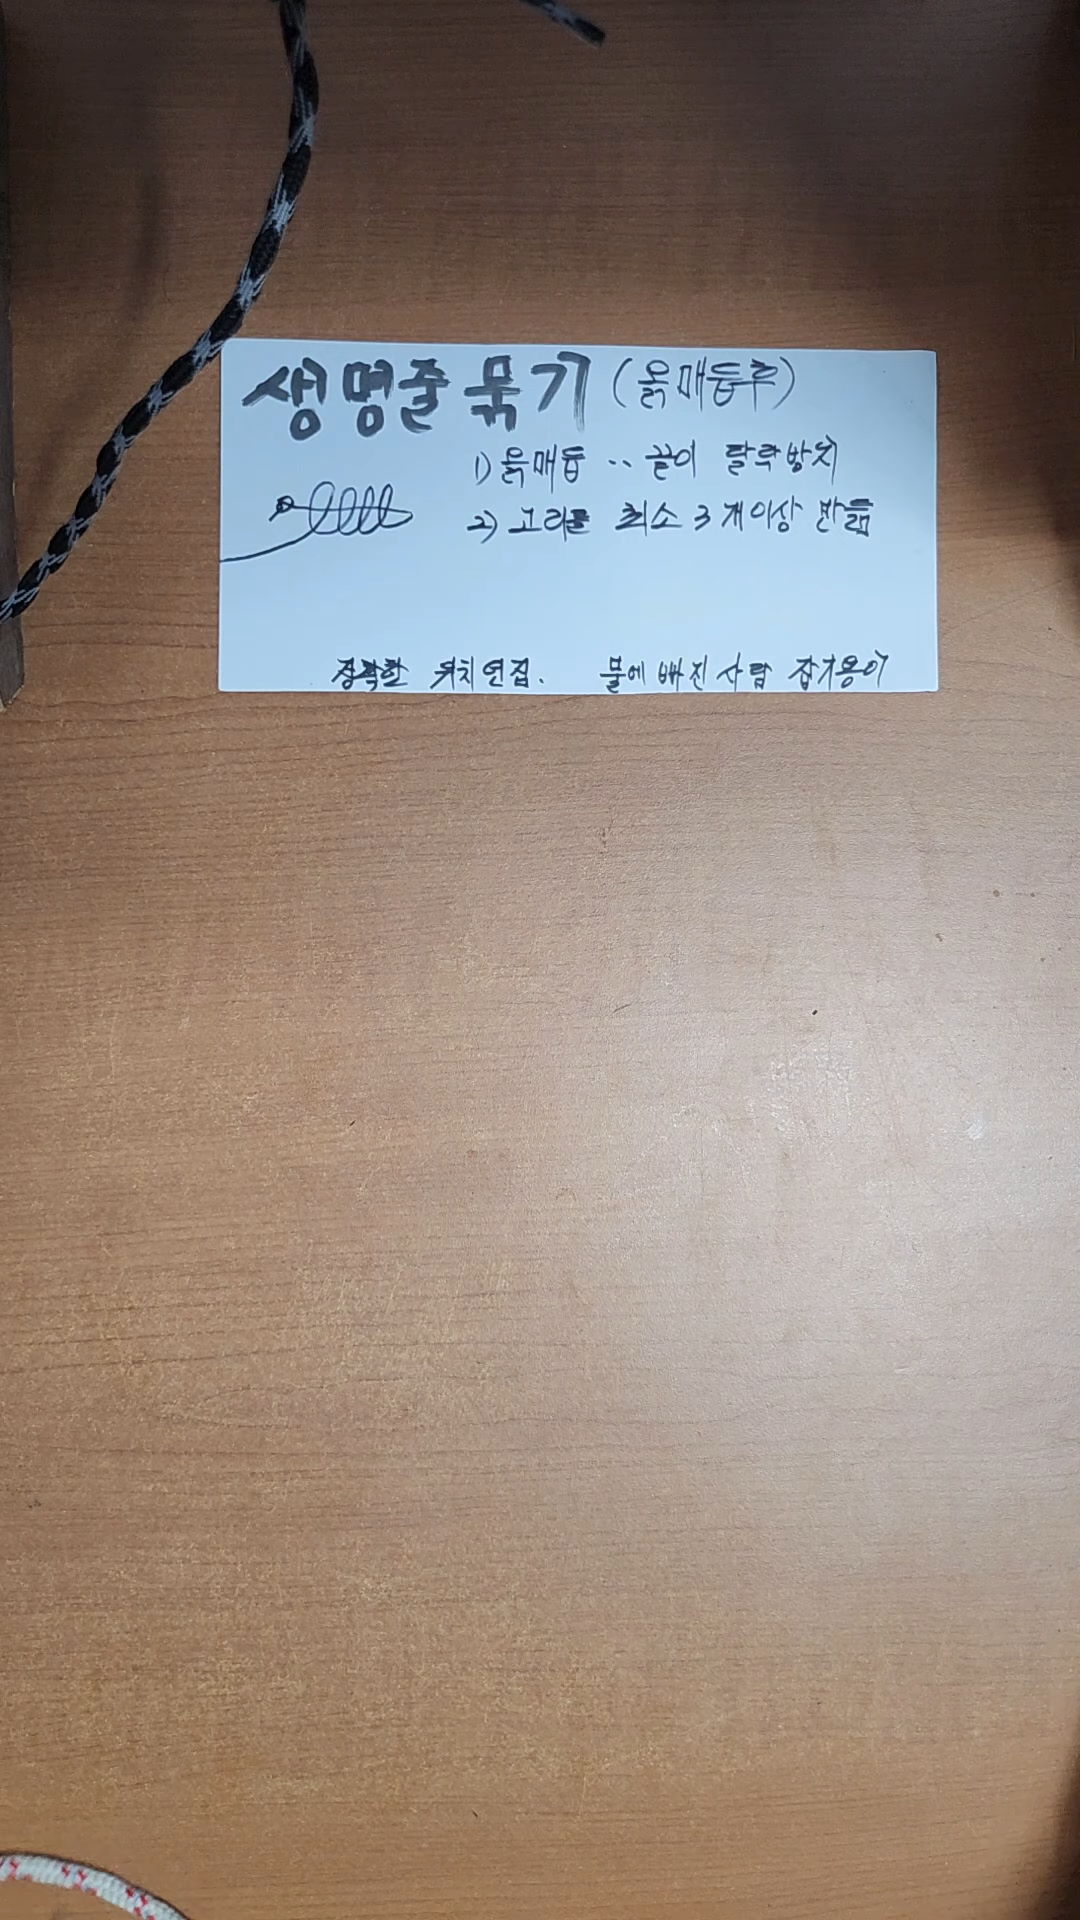 생명줄 묶기 (옭매듭후)
1) 옭매듭 .. 끝이 탈락방지
2) 고리를 최소 3개이상 만듦
정확한 위치 연집. 물에 빠진 사람 잡기용이